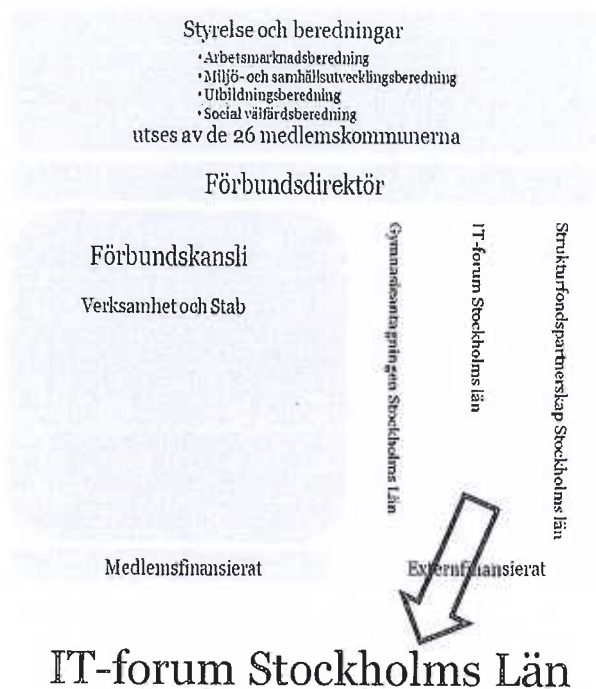 Styrelse och beredningar
• Arbetsmarknadsberedning
• Miljö- och samhällsutvecklingsberedning
• Utbildningsberedning
• Social välfärdsberedning
utses av de 26 medlemskommunerna
Förbundsdirektör
Förbundskansli
Verksamhet och Stab
Gymnasieantagningen Stockholms Län
IT-forum Stockholms län
Strukturfondspartnerskap Stockholms län
Medlemsfinansierat
Externfinansierat
IT-forum Stockholms Län